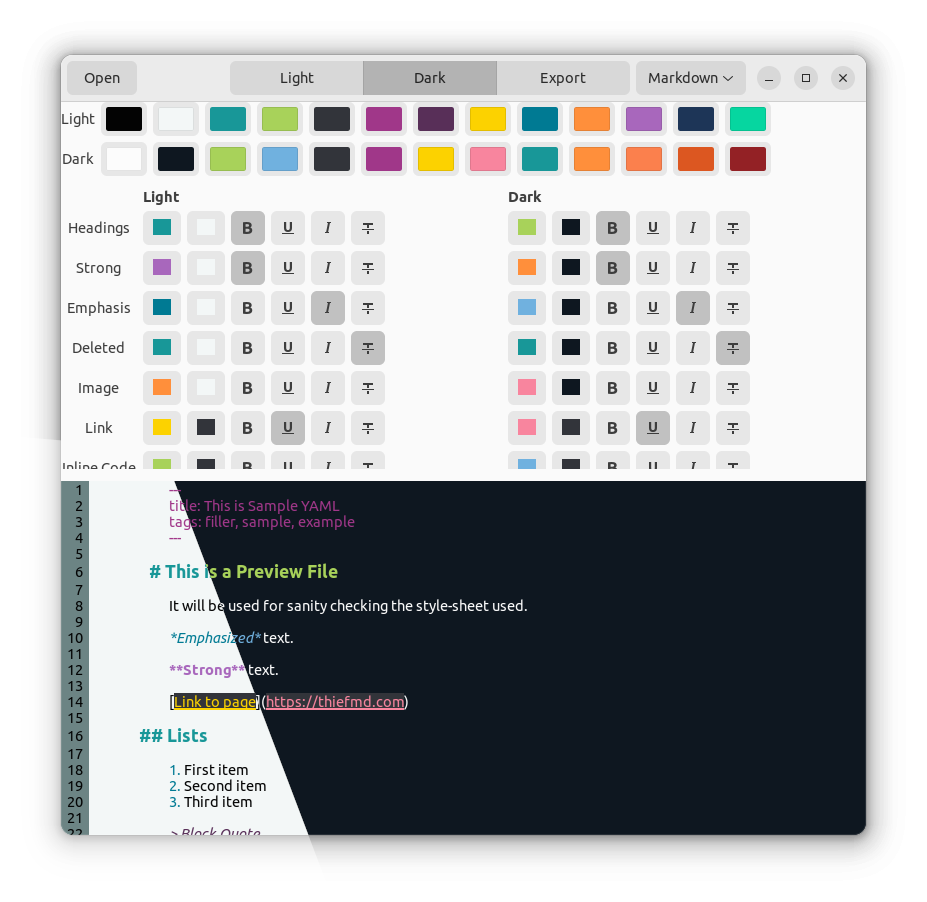 Open Light Dark Export Markdown
Light
Dark
Light Dark
Headings B U I T B U I T
Strong B U I T B U I T
Emphasis B U I T B U I T
Deleted B U I T B U I T
Image B U I T B U I T
Link B U I T B U I T
Inline Code
1 ---
2 title: This is Sample YAML
3 tags: filler, sample, example
4 ---
5
6 # This is a Preview File
7
8 It will be used for sanity checking the style-sheet used.
9
10 *Emphasized* text.
11
12 **Strong** text.
13
14 [Link to page](https://thiefmd.com)
15
16 ## Lists
17
18 1. First item
19 2. Second item
20 3. Third item
21
22 > Block Quote